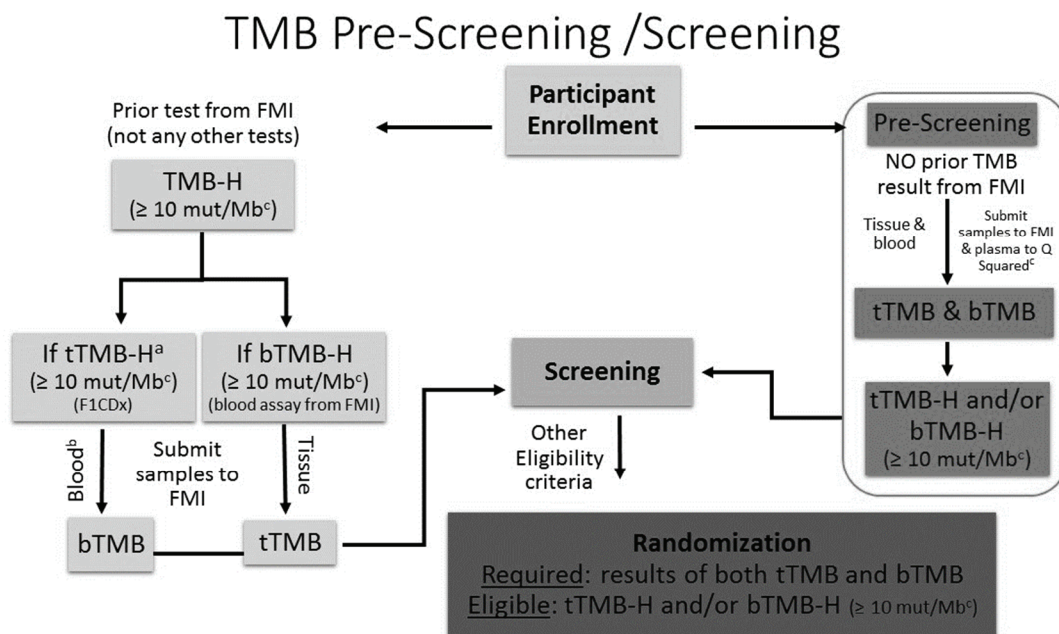 TMB Pre-Screening /Screening
Participant
Enrollment
Prior test from FMI
(not any other tests)
TMB-H
(≥ 10 mut/Mbᶜ)
If tTMB-Hᵃ
(≥ 10 mut/Mbᶜ)
(F1CDx)
If bTMB-H
(≥ 10 mut/Mbᶜ)
(blood assay from FMI)
Bloodᵇ
Submit
samples to
FMI
Tissue
bTMB
tTMB
Pre-Screening
NO prior TMB
result from FMI
Tissue &
blood
Submit
samples to FMI
& plasma to Q
Squaredᶜ
tTMB & bTMB
tTMB-H and/or
bTMB-H
(≥ 10 mut/Mbᶜ)
Screening
Other
Eligibility
criteria
Randomization
Required: results of both tTMB and bTMB
Eligible: tTMB-H and/or bTMB-H (≥ 10 mut/Mbᶜ)